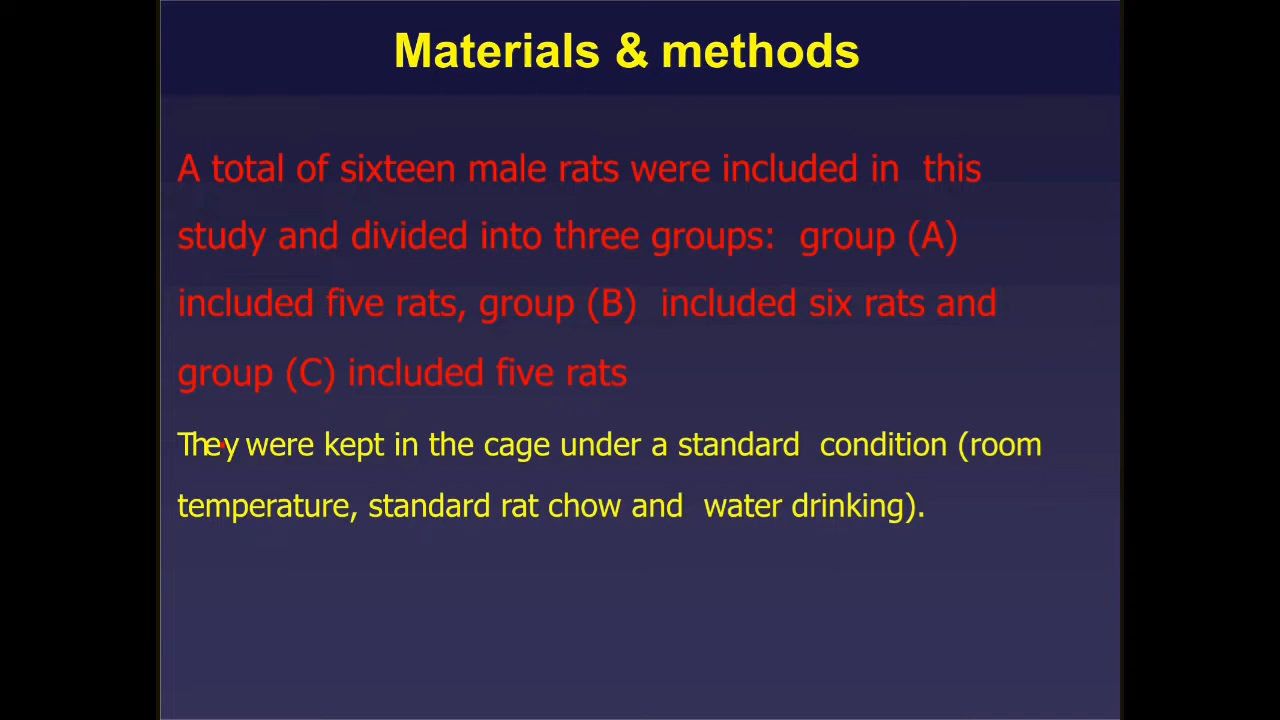 Materials & methods
A total of sixteen male rats were included in this
study and divided into three groups: group (A)
included five rats, group (B) included six rats and
group (C) included five rats
They were kept in the cage under a standard condition (room
temperature, standard rat chow and water drinking).